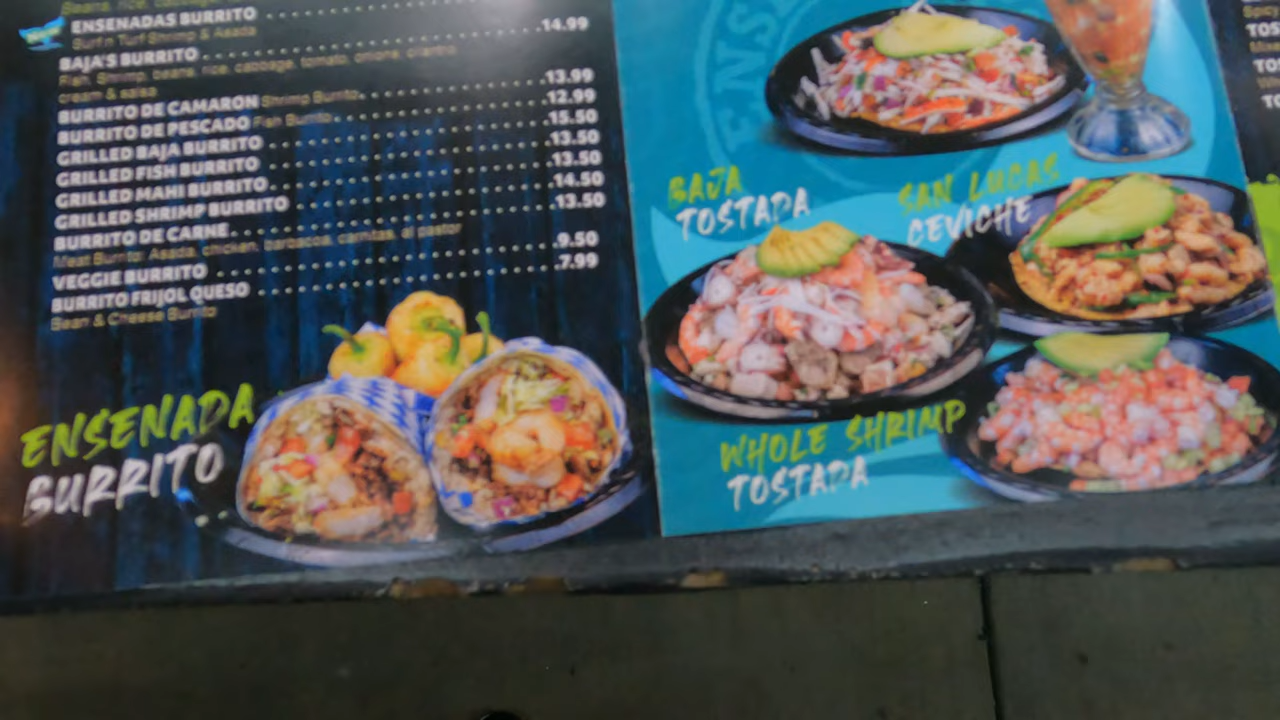 Beans, rice, cabbage,
ENSENADAS BURRITO
Surf n Turf Shrimp & Asada
BAJA'S BURRITO 14.99
Fish, Shrimp, beans, rice, cabbage, tomato, onions, cilantro
cream & salsa
BURRITO DE CAMARON Shrimp Burrito 13.99
BURRITO DE PESCADO Fish Burrito 12.99
GRILLED BAJA BURRITO 15.50
GRILLED FISH BURRITO 13.50
GRILLED MAHI BURRITO 13.50
GRILLED SHRIMP BURRITO 14.50
BURRITO DE CARNE 13.50
Meat Burrito: Asada, chicken, barbacoa, carnitas, al pastor
VEGGIE BURRITO 9.50
BURRITO FRIJOL QUESO 7.99
Bean & Cheese Burrito
ENSENADA
BURRITO
ENSE
BAJA
TOSTADA
SAN LUCAS
CEVICHE
WHOLE SHRIMP
TOSTADA